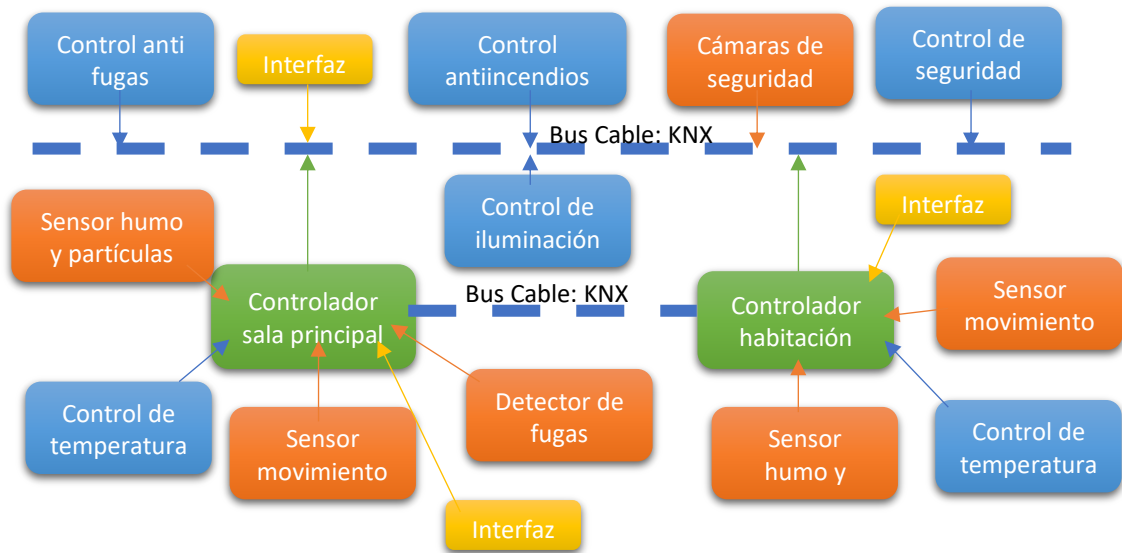 Control anti
fugas
Interfaz
Control
antiincendios
Cámaras de
seguridad
Control de
seguridad
Bus Cable: KNX
Sensor humo
y partículas
Control de
iluminación
Interfaz
Controlador
sala principal
Bus Cable: KNX
Controlador
habitación
Sensor
movimiento
Control de
temperatura
Sensor
movimiento
Detector de
fugas
Sensor
humo y
Control de
temperatura
Interfaz